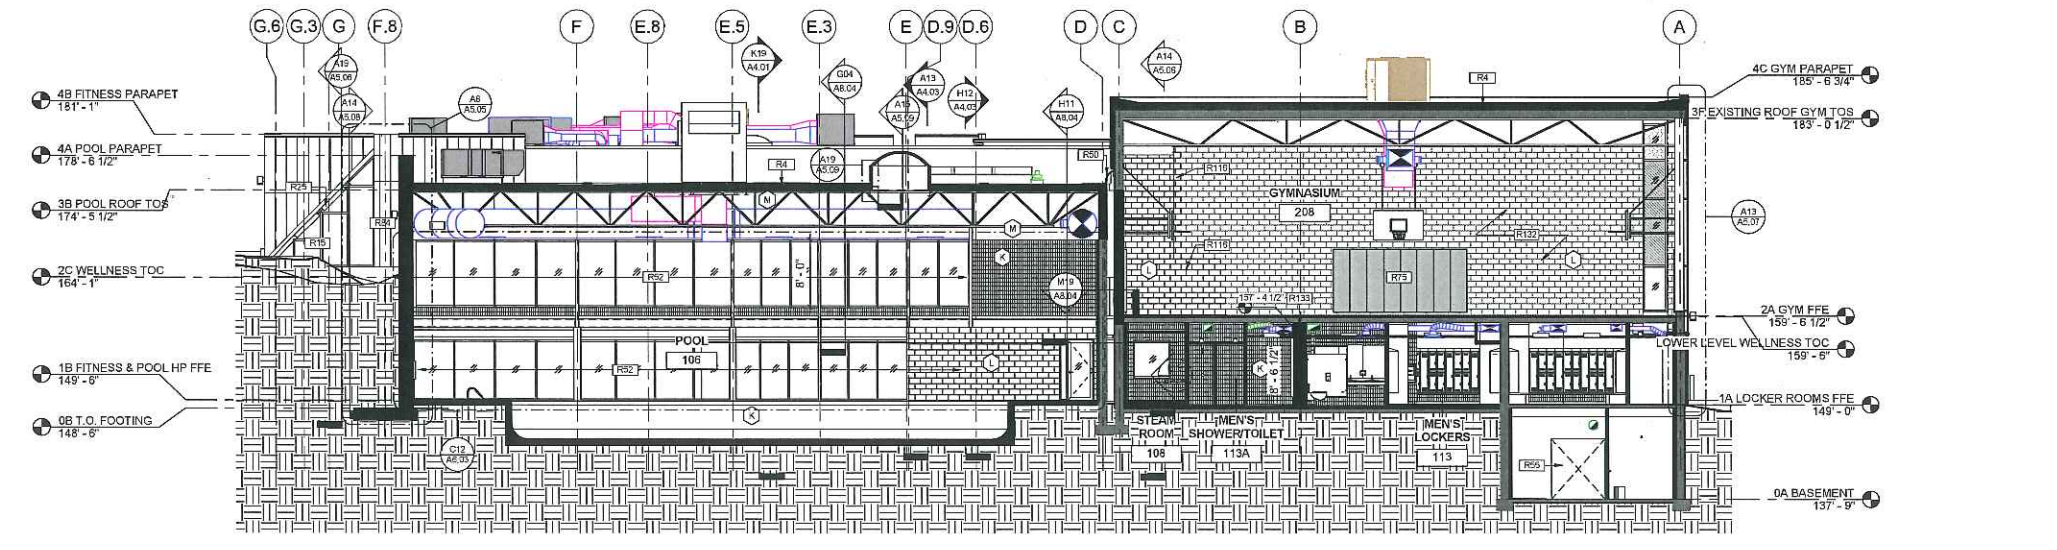 G.6 G.3 G F.8 F E.8 E.5 E.3 E D.9 D.6 D C B A
A19
A5.06
K19
A4.01
G04
A8.04
A13
A4.03
H12
A4.03
A14
A5.06
A14
A5.08
A8
A5.05
A15
A5.09
H11
A8.04
R4
4B FITNESS PARAPET
181' - 1"
4A POOL PARAPET
178' - 6 1/2"
3B POOL ROOF TOS
174' - 5 1/2"
2C WELLNESS TOC
164' - 1"
1B FITNESS & POOL HP FFE
149' - 6"
0B T.O. FOOTING
148' - 6"
4C GYM PARAPET
185' - 6 3/4"
3F EXISTING ROOF GYM TOS
183' - 0 1/2"
A13
A5.07
2A GYM FFE
159' - 6 1/2"
LOWER LEVEL WELLNESS TOC
159' - 6"
1A LOCKER ROOMS FFE
149' - 0"
0A BASEMENT
137' - 9"
R4
A19
A5.09
R50
R25
R84
R15
M
M
K
R52
8' - 0"
M19
A8.04
POOL
106
R52
L
K
C12
A6.03
R110
GYMNASIUM
208
R116
R132
L
L
R75
157' - 4 1/2"
R133
K
8' - 6 1/2"
STEAM
ROOM
108
MEN'S
SHOWER/TOILET
113A
MEN'S
LOCKERS
113
R55